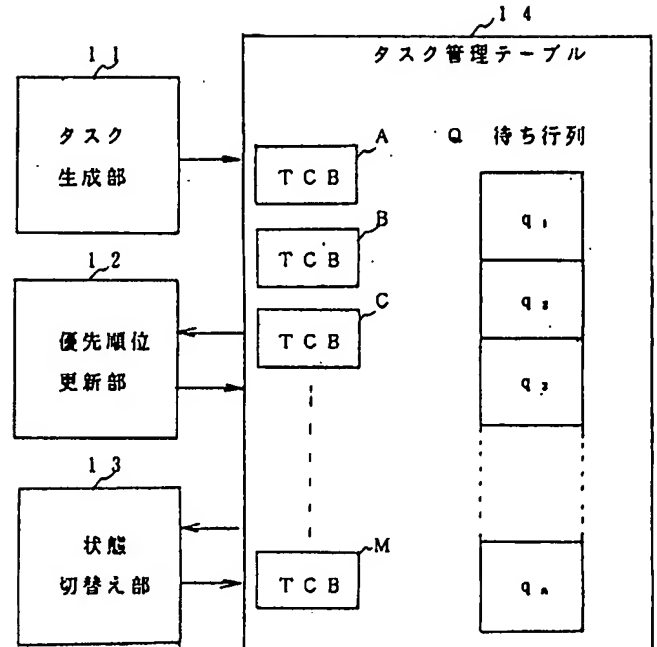 14
タスク管理テーブル
11
タスク
生成部
A
TCB
Q 待ち行列
q₁
B
TCB
q₂
12
C
TCB
優先順位
更新部
q₃
13
状態
切替え部
M
TCB
qₙ